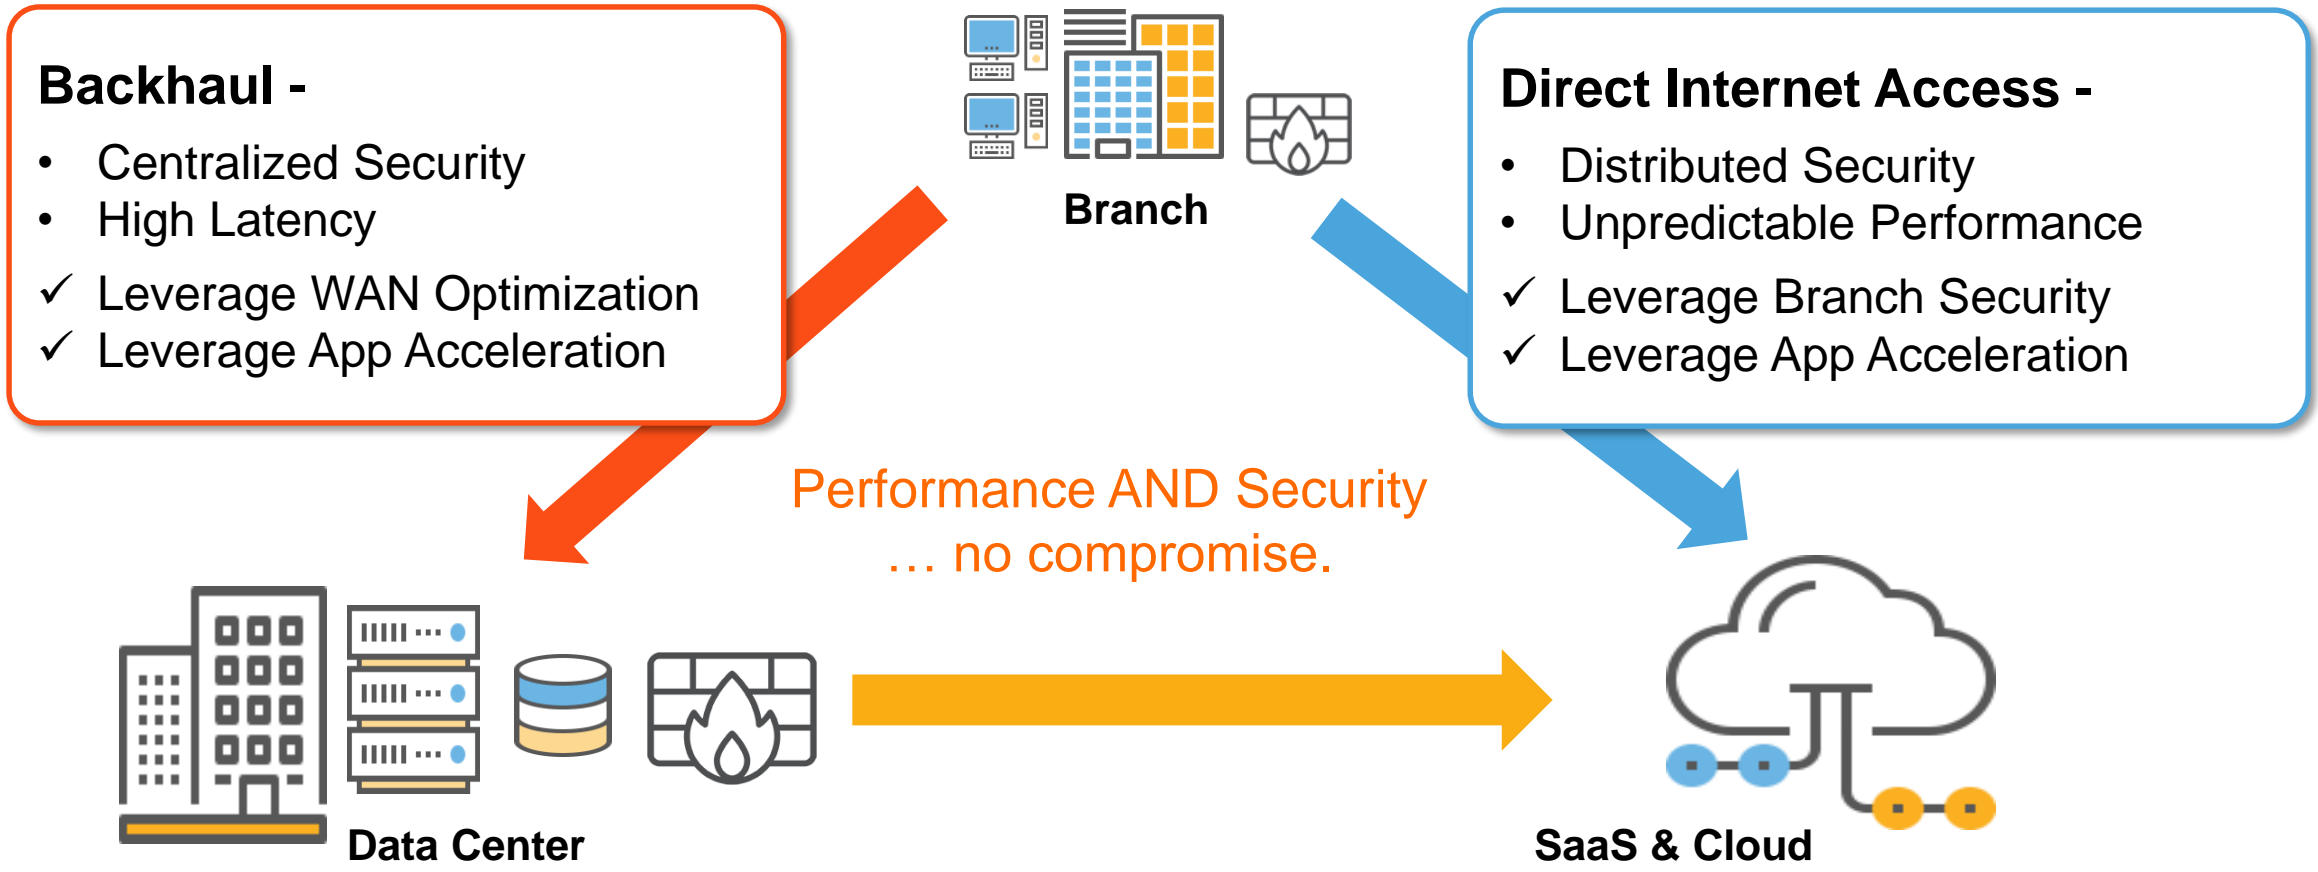 Backhaul -
• Centralized Security
• High Latency
✓ Leverage WAN Optimization
✓ Leverage App Acceleration
Branch
Direct Internet Access -
• Distributed Security
• Unpredictable Performance
✓ Leverage Branch Security
✓ Leverage App Acceleration
Performance AND Security
… no compromise.
Data Center
SaaS & Cloud